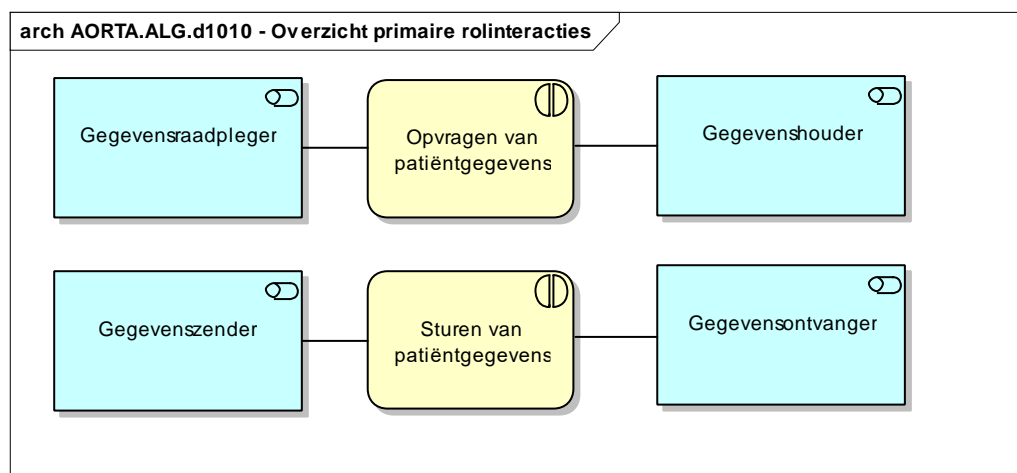 arch AORTA.ALG.d1010 - Overzicht primaire rolinteracties
Gegevensraadpleger
Opvragen van
patiëntgegevens
Gegevenshouder
Gegevenszender
Sturen van
patiëntgegevens
Gegevensontvanger